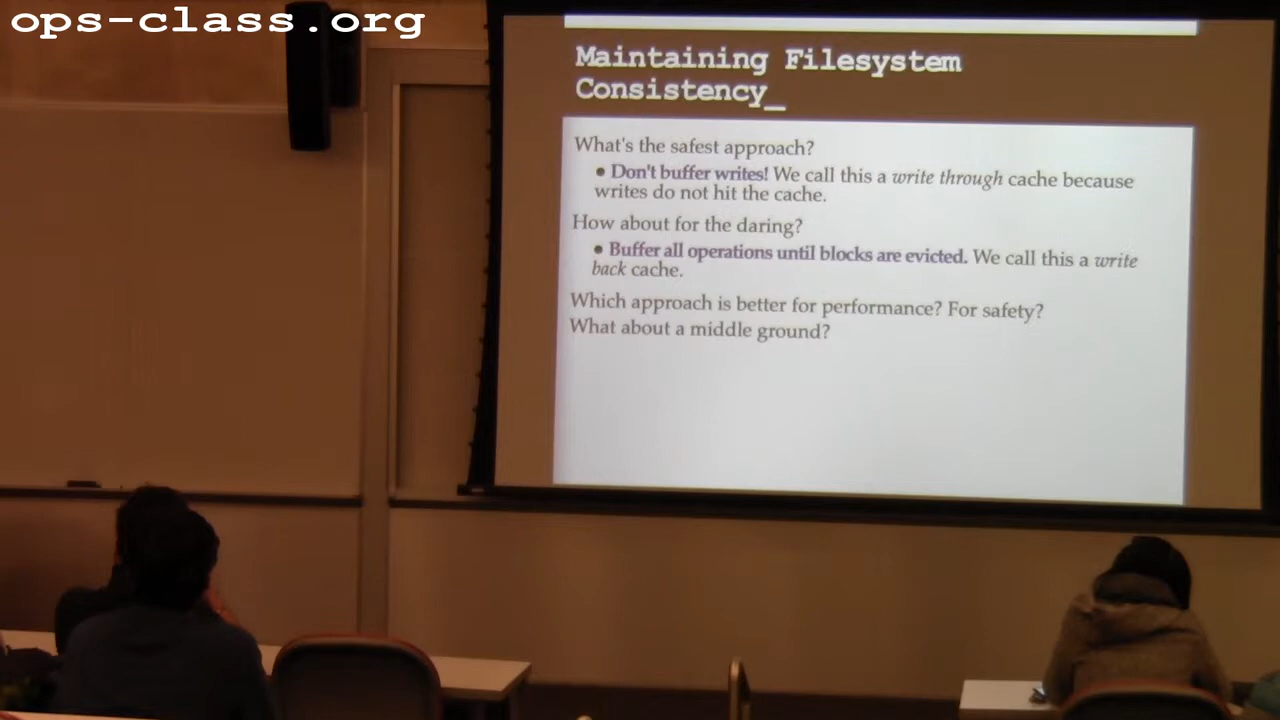 ops-class.org
Maintaining Filesystem
Consistency_
What's the safest approach?
• Don't buffer writes! We call this a write through cache because
writes do not hit the cache.
How about for the daring?
• Buffer all operations until blocks are evicted. We call this a write
back cache.
Which approach is better for performance? For safety?
What about a middle ground?